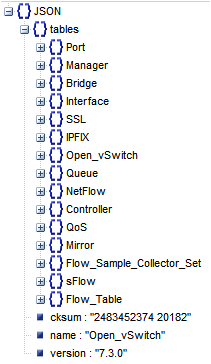 JSON
tables
Port
Manager
Bridge
Interface
SSL
IPFIX
Open_vSwitch
Queue
NetFlow
Controller
QoS
Mirror
Flow_Sample_Collector_Set
sFlow
Flow_Table
cksum : "2483452374 20182"
name : "Open_vSwitch"
version : "7.3.0"